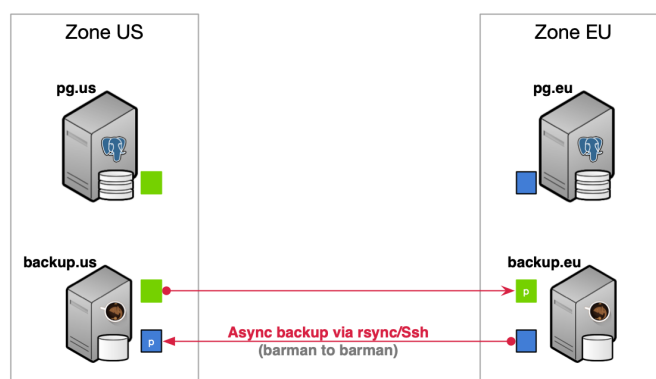 Zone US
Zone EU
pg.us
pg.eu
backup.us
backup.eu
p
Async backup via rsync/Ssh
p
(barman to barman)